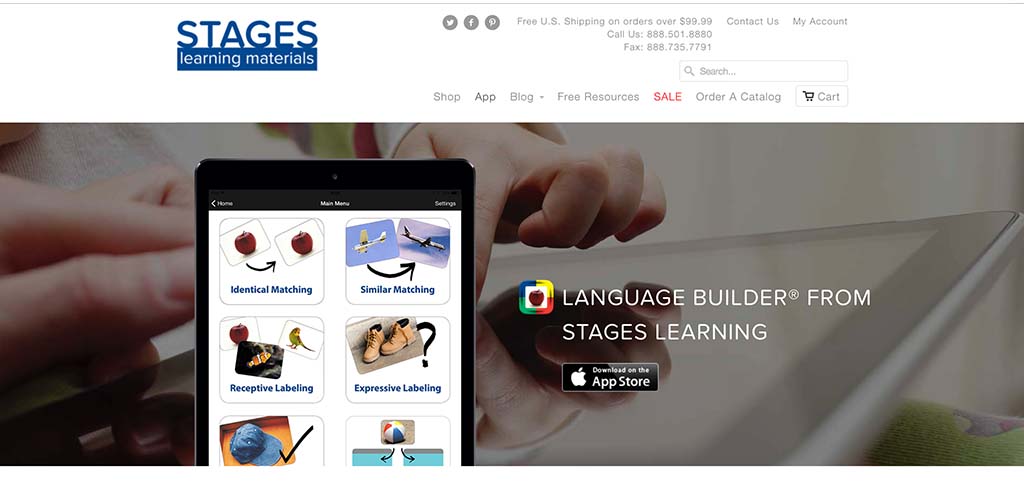 STAGES
learning materials
Free U.S. Shipping on orders over $99.99 Contact Us My Account
Call Us: 888.501.8880
Fax: 888.735.7791
Search...
Shop App Blog Free Resources SALE Order A Catalog Cart
Home Main Menu Settings
Identical Matching Similar Matching
Receptive Labeling Expressive Labeling
LANGUAGE BUILDER® FROM
STAGES LEARNING
Download on the
App Store